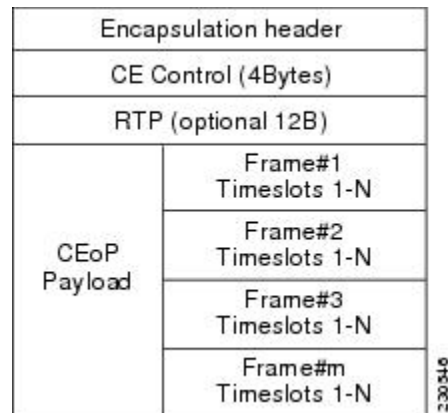 Encapsulation header
CE Control (4Bytes)
RTP (optional 12B)
CEoP
Payload
Frame#1
Timeslots 1-N
Frame#2
Timeslots 1-N
Frame#3
Timeslots 1-N
Frame#m
Timeslots 1-N